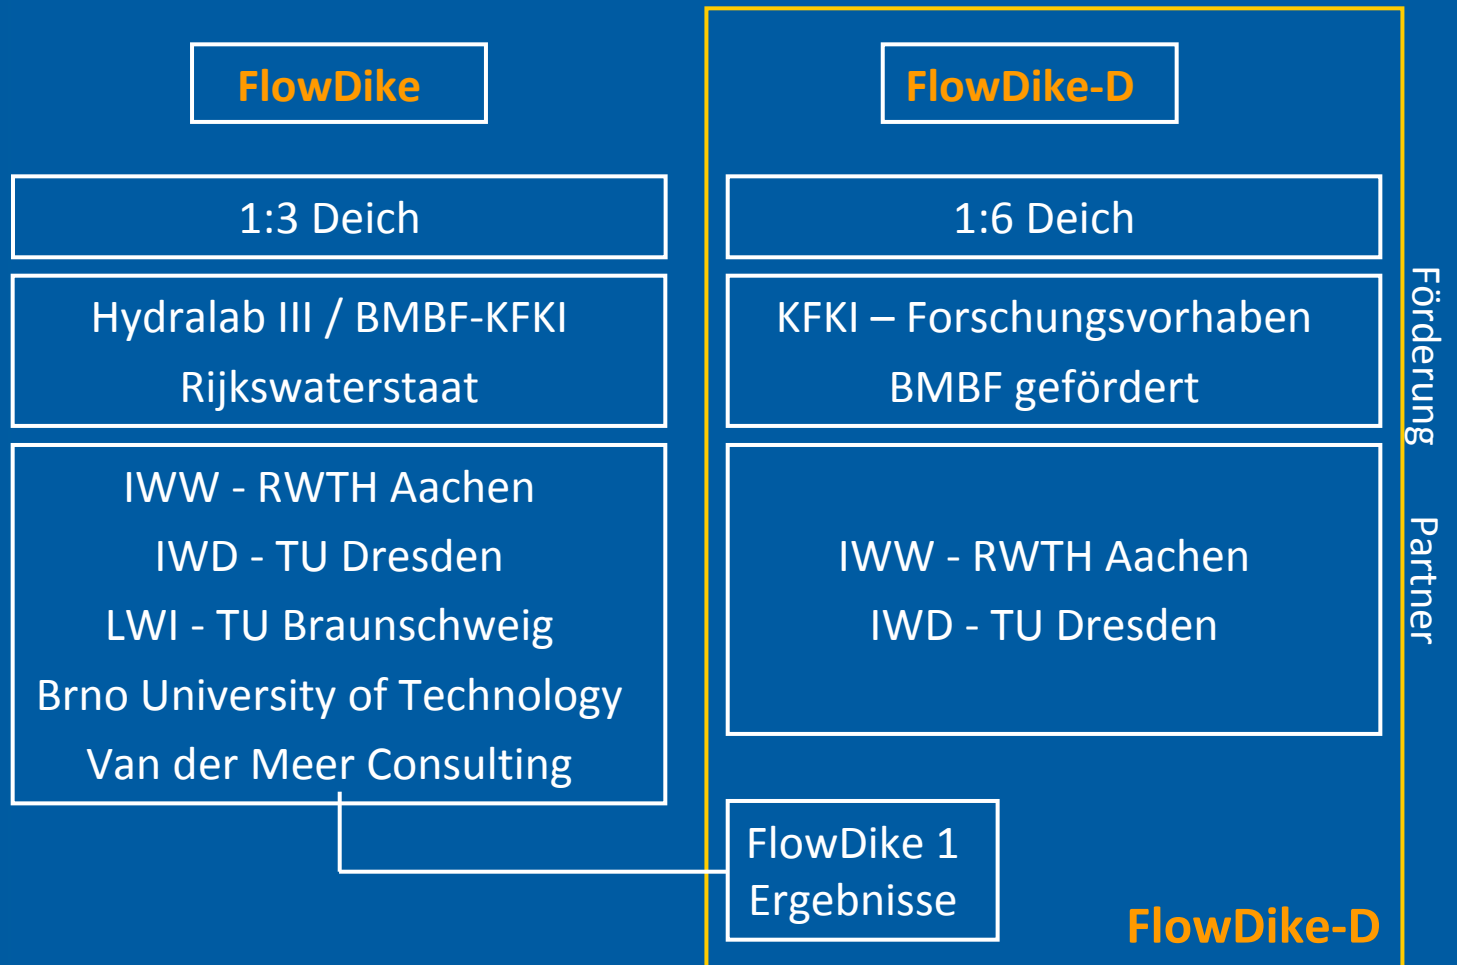 FlowDike
1:3 Deich
Hydralab III / BMBF-KFKI
Rijkswaterstaat
IWW - RWTH Aachen
IWD - TU Dresden
LWI - TU Braunschweig
Brno University of Technology
Van der Meer Consulting
FlowDike-D
1:6 Deich
KFKI – Forschungsvorhaben
BMBF gefördert
IWW - RWTH Aachen
IWD - TU Dresden
FlowDike 1
Ergebnisse
FlowDike-D
Förderung
Partner